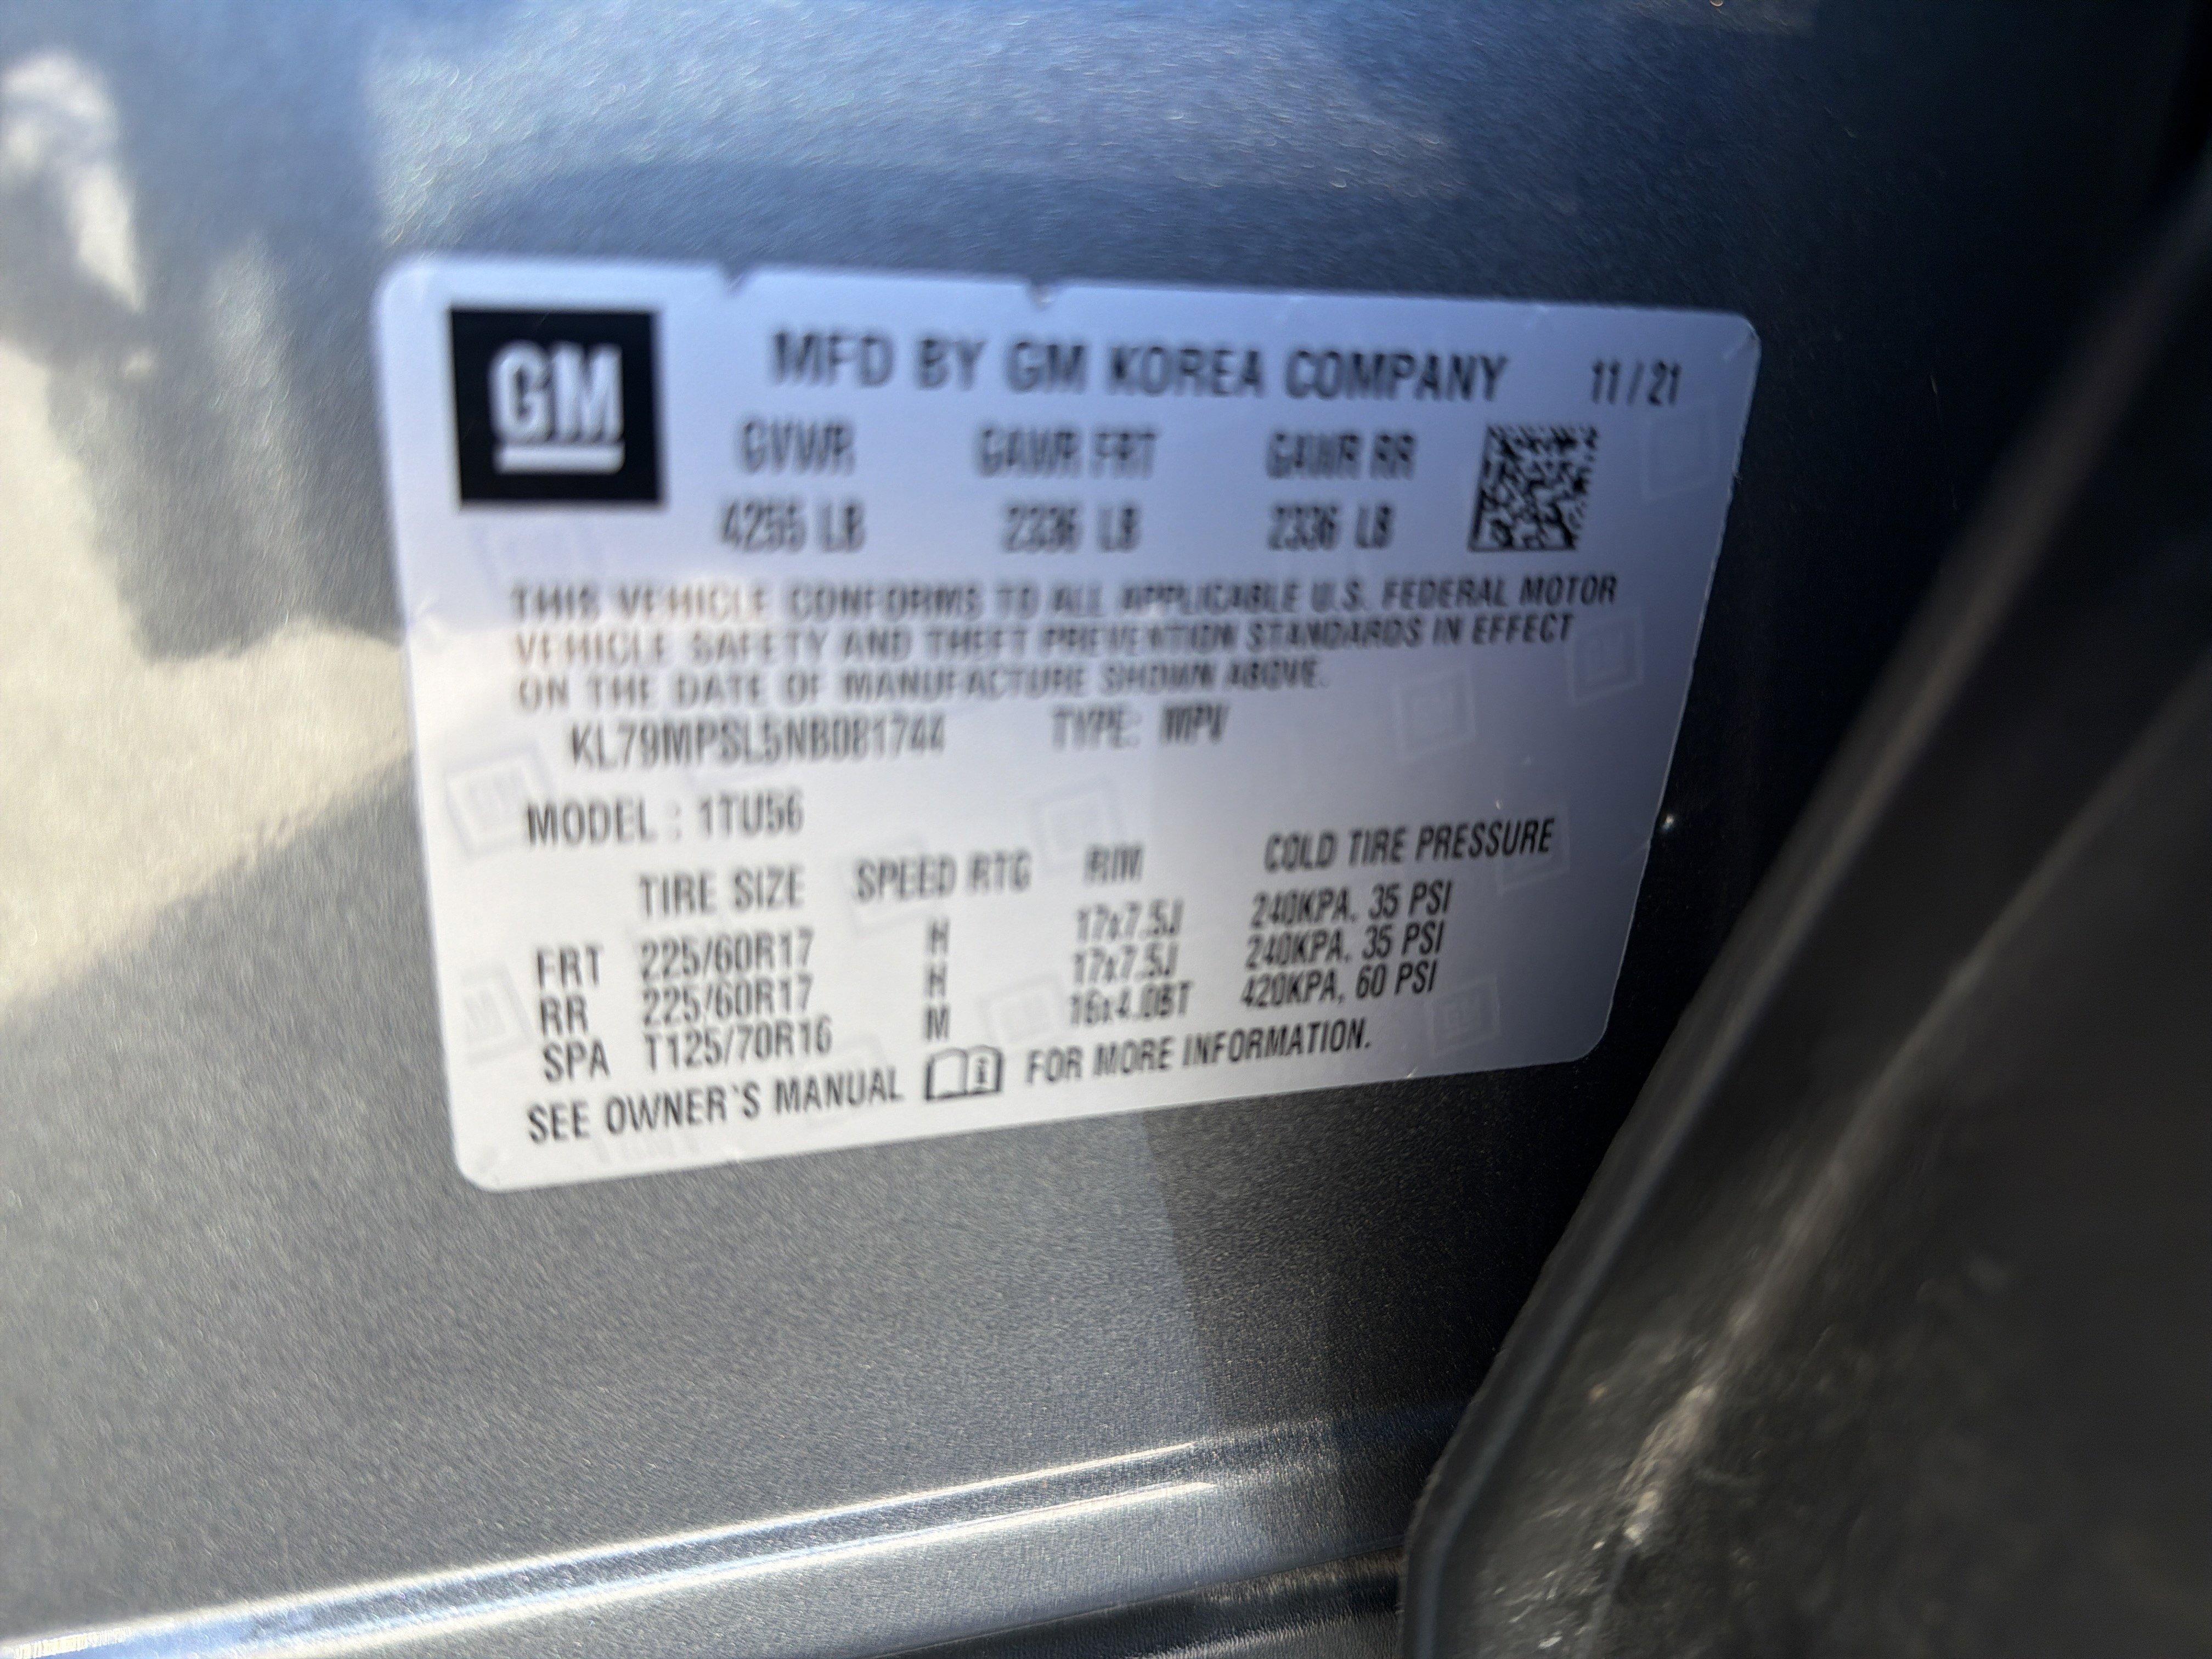 GM
MFD BY GM KOREA COMPANY 11/21
GVWR GAWR FRT GAWR RR
4255 LB 2336 LB 2336 LB
THIS VEHICLE CONFORMS TO ALL APPLICABLE U.S. FEDERAL MOTOR
VEHICLE SAFETY AND THEFT PREVENTION STANDARDS IN EFFECT
ON THE DATE OF MANUFACTURE SHOWN ABOVE.
KL79MPSL5NB081744 TYPE: MPV
MODEL : 1TU56
TIRE SIZE SPEED RTG RIM COLD TIRE PRESSURE
FRT 225/60R17 H 17x7.5J 240KPA, 35 PSI
RR 225/60R17 H 17x7.5J 240KPA, 35 PSI
SPA T125/70R16 M 16x4.0BT 420KPA, 60 PSI
SEE OWNER'S MANUAL FOR MORE INFORMATION.